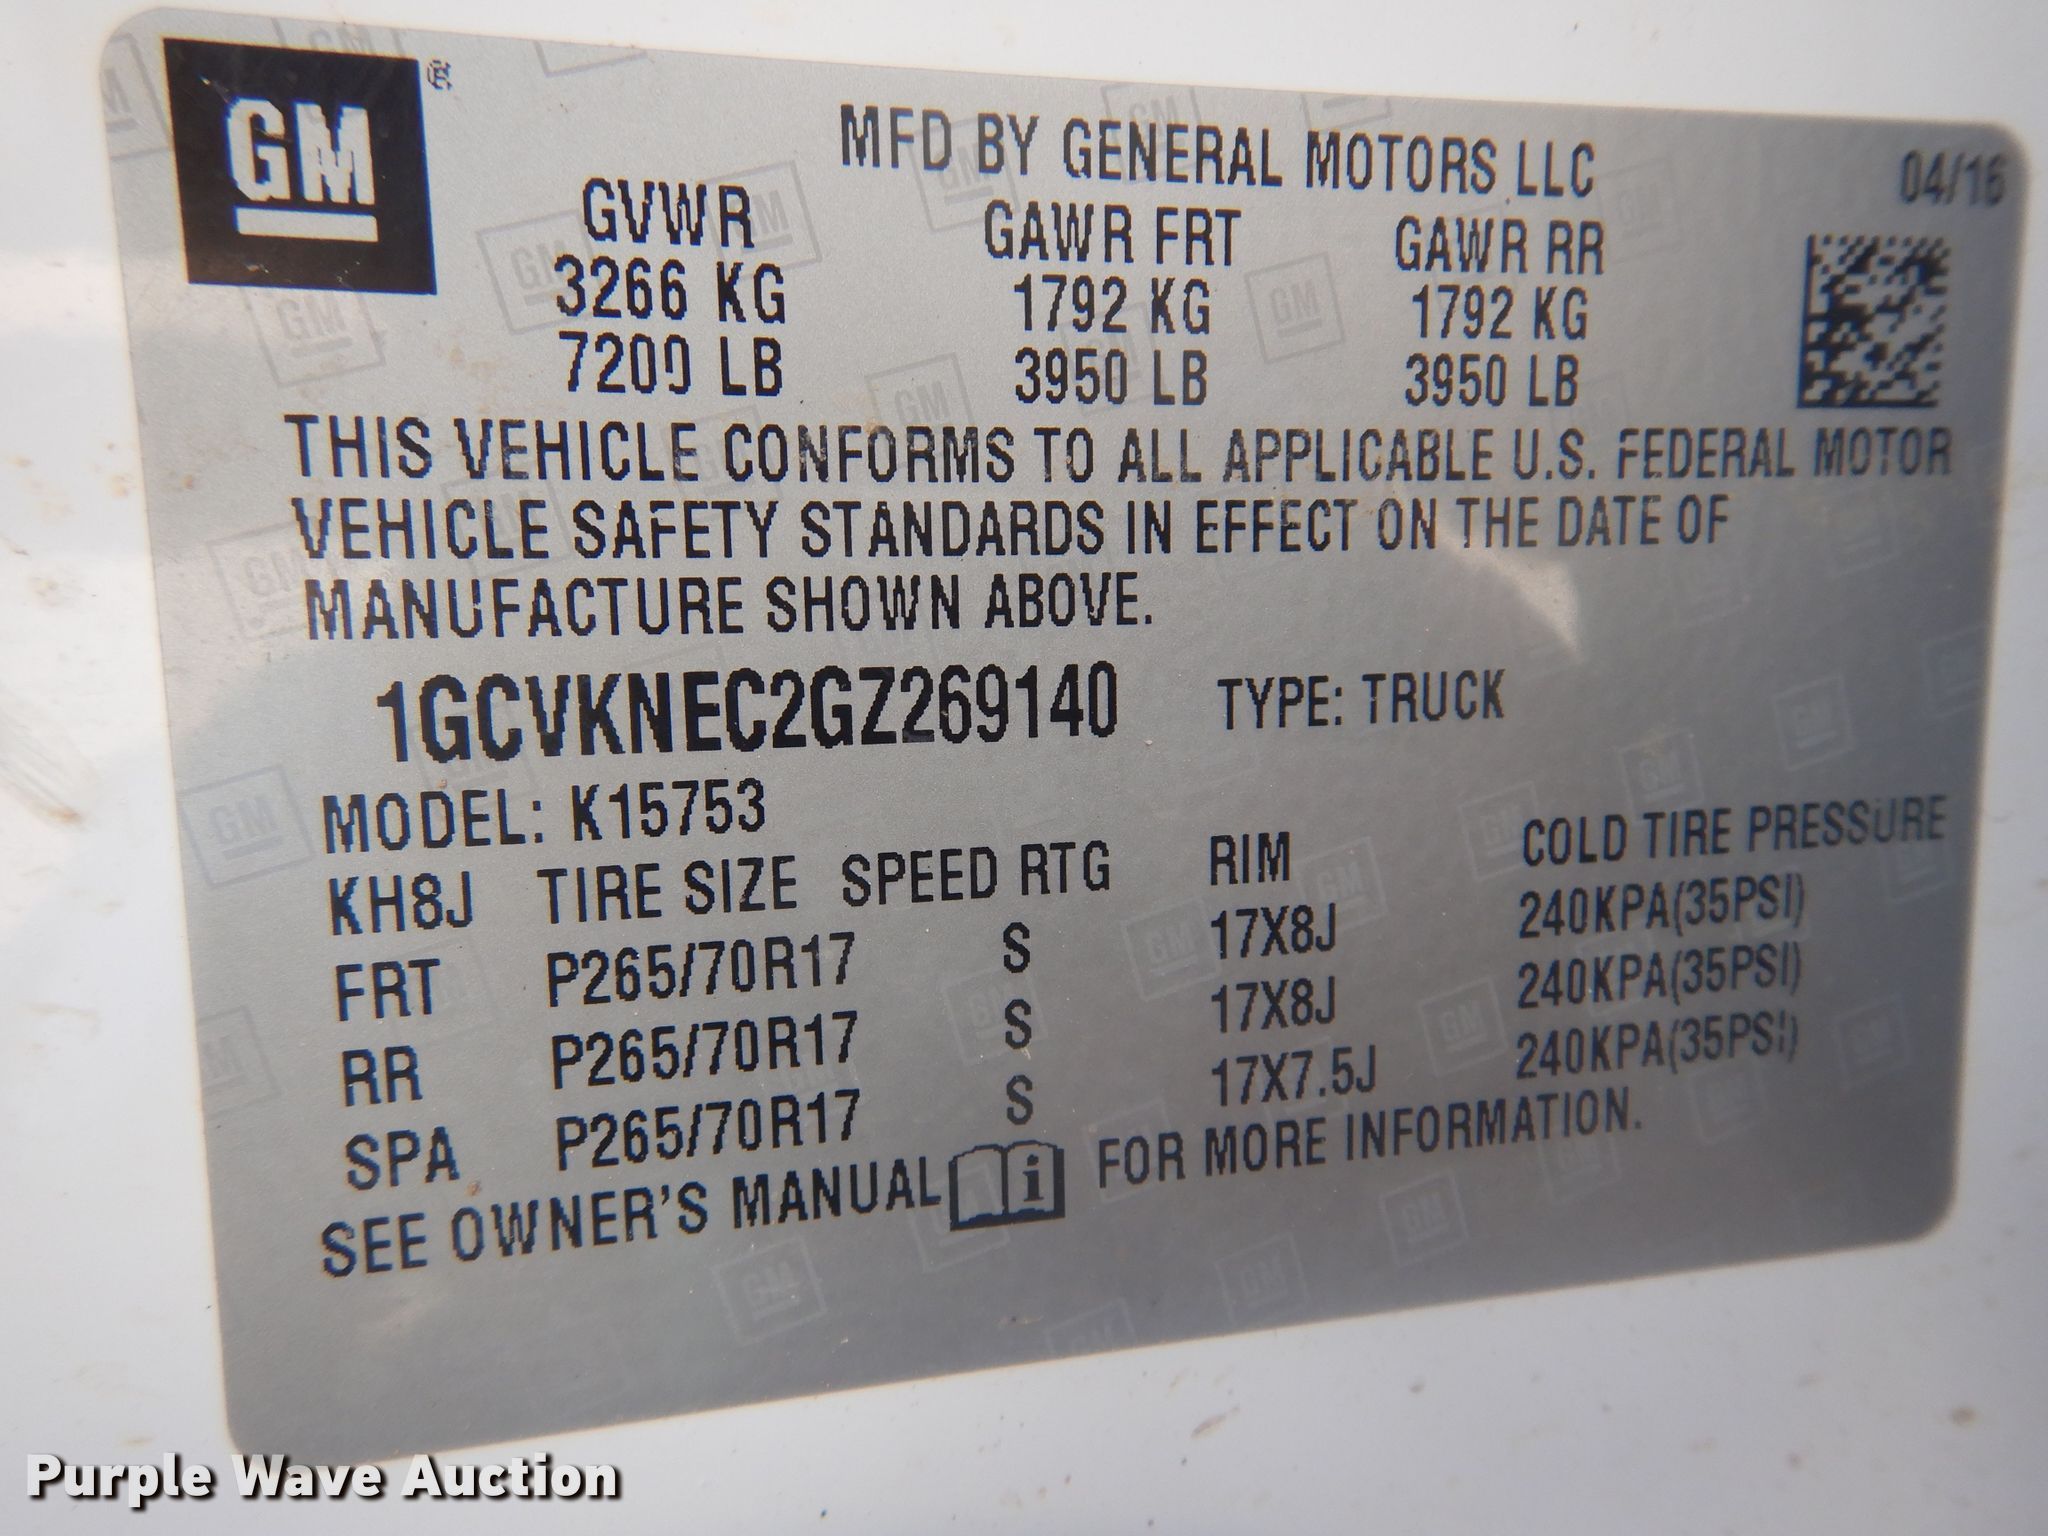 GM ®
MFD BY GENERAL MOTORS LLC 04/16
GVWR GAWR FRT GAWR RR
3266 KG 1792 KG 1792 KG
7200 LB 3950 LB 3950 LB
THIS VEHICLE CONFORMS TO ALL APPLICABLE U.S. FEDERAL MOTOR
VEHICLE SAFETY STANDARDS IN EFFECT ON THE DATE OF
MANUFACTURE SHOWN ABOVE.
1GCVKNEC2GZ269140 TYPE: TRUCK
MODEL: K15753
KH8J TIRE SIZE SPEED RTG RIM COLD TIRE PRESSURE
FRT P265/70R17 S 17X8J 240KPA(35PSI)
RR P265/70R17 S 17X8J 240KPA(35PSI)
SPA P265/70R17 S 17X7.5J 240KPA(35PSI)
SEE OWNER'S MANUAL i FOR MORE INFORMATION.
Purple Wave Auction